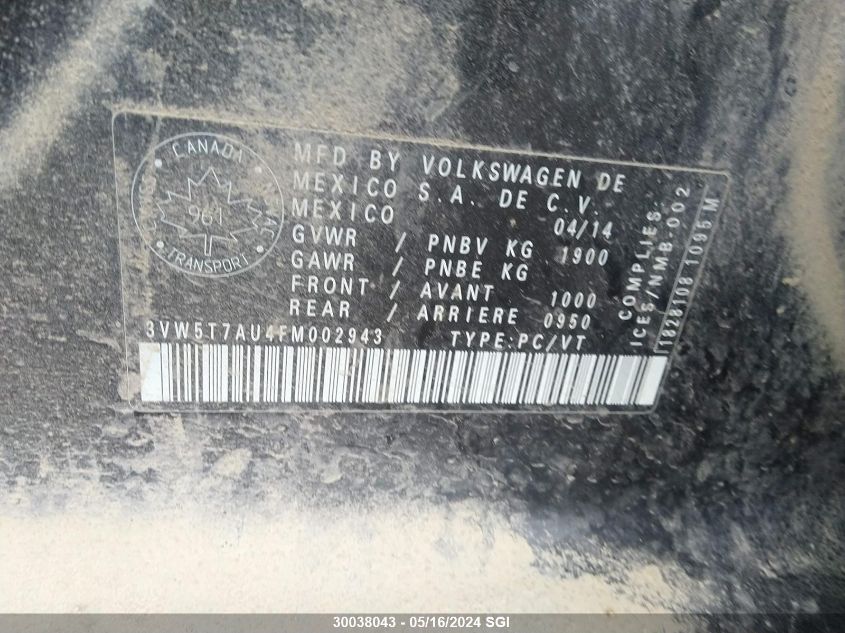 CANADA
961
TRANSPORT
MFD BY VOLKSWAGEN DE
MEXICO S.A. DE C.V.
MEXICO 04/14
GVWR / PNBV KG 1900
GAWR / PNBE KG
FRONT / AVANT 1000
REAR / ARRIERE 0950
3VW5T7AU4FM002943 TYPE:PC/VT
COMPLIES:
ICES/NMB-002
1828108 1095 M
30038043 - 05/16/2024 SGI